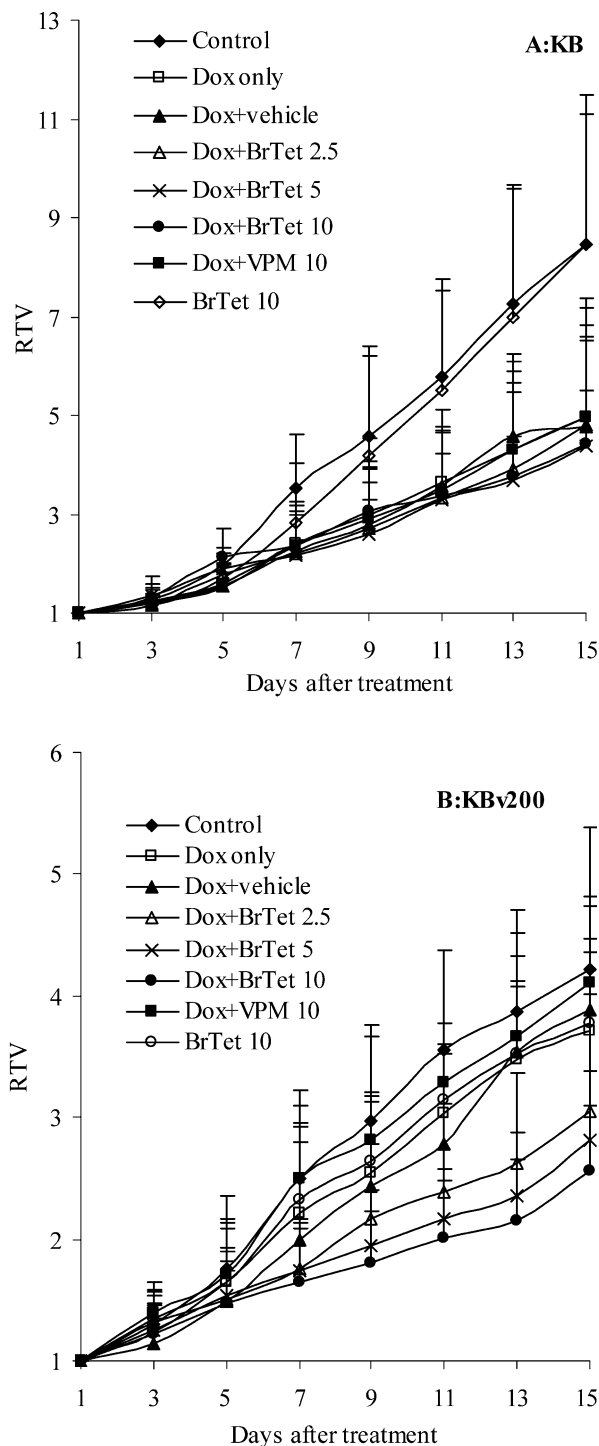 13
11
9
7
5
3
1
RTV
Control
Dox only
Dox+vehicle
Dox+BrTet 2.5
Dox+BrTet 5
Dox+BrTet 10
Dox+VPM 10
BrTet 10
A:KB
1 3 5 7 9 11 13 15
Days after treatment
6
5
4
3
2
1
RTV
B:KBv200
Control
Dox only
Dox+vehicle
Dox+BrTet 2.5
Dox+BrTet 5
Dox+BrTet 10
Dox+VPM 10
BrTet 10
1 3 5 7 9 11 13 15
Days after treatment